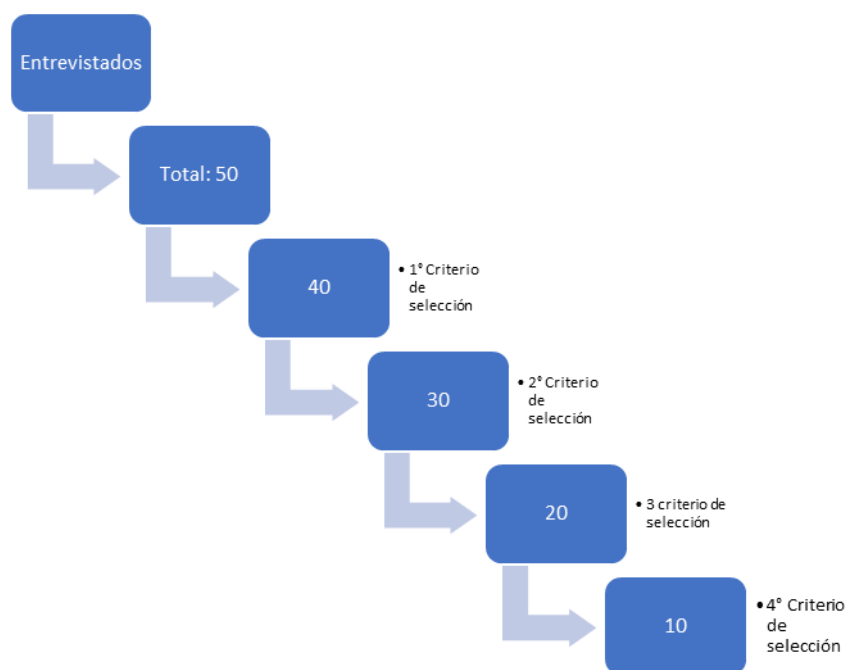 Entrevistados
Total: 50
40
• 1° Criterio
de
selección
30
• 2° Criterio
de
selección
20
• 3 criterio de
selección
10
• 4° Criterio
de
selección